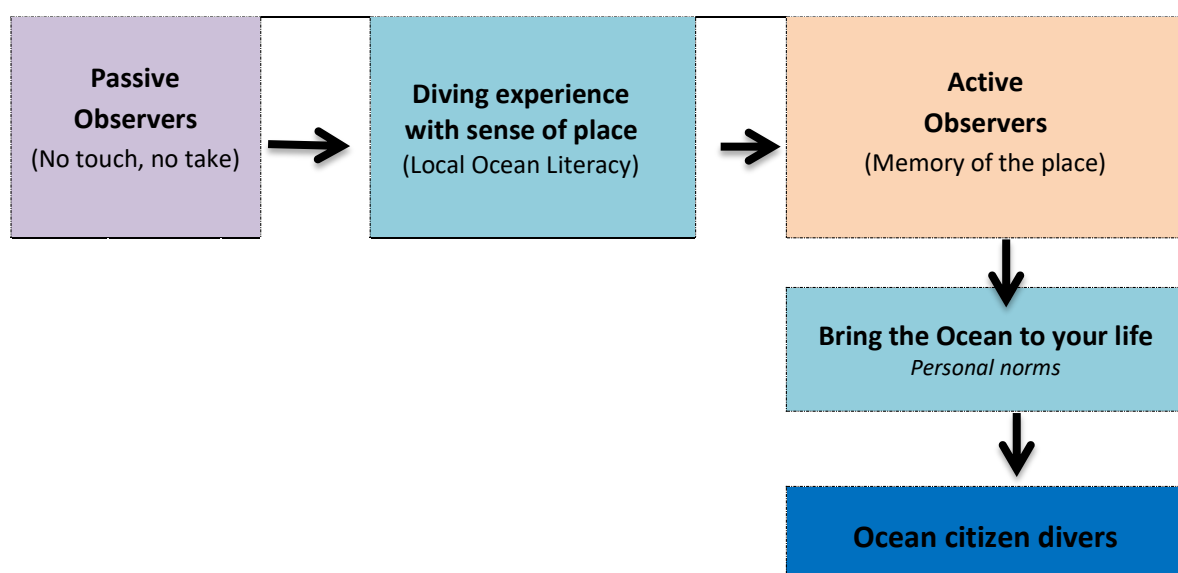 Passive
Observers
(No touch, no take)
Diving experience
with sense of place
(Local Ocean Literacy)
Active
Observers
(Memory of the place)
Bring the Ocean to your life
Personal norms
Ocean citizen divers